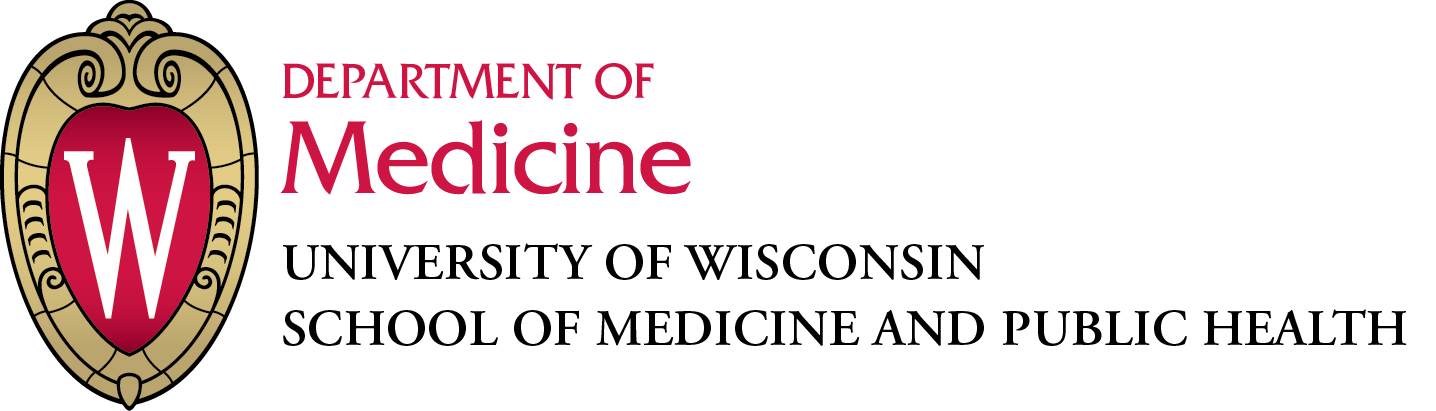 W
DEPARTMENT OF
Medicine
UNIVERSITY OF WISCONSIN
SCHOOL OF MEDICINE AND PUBLIC HEALTH